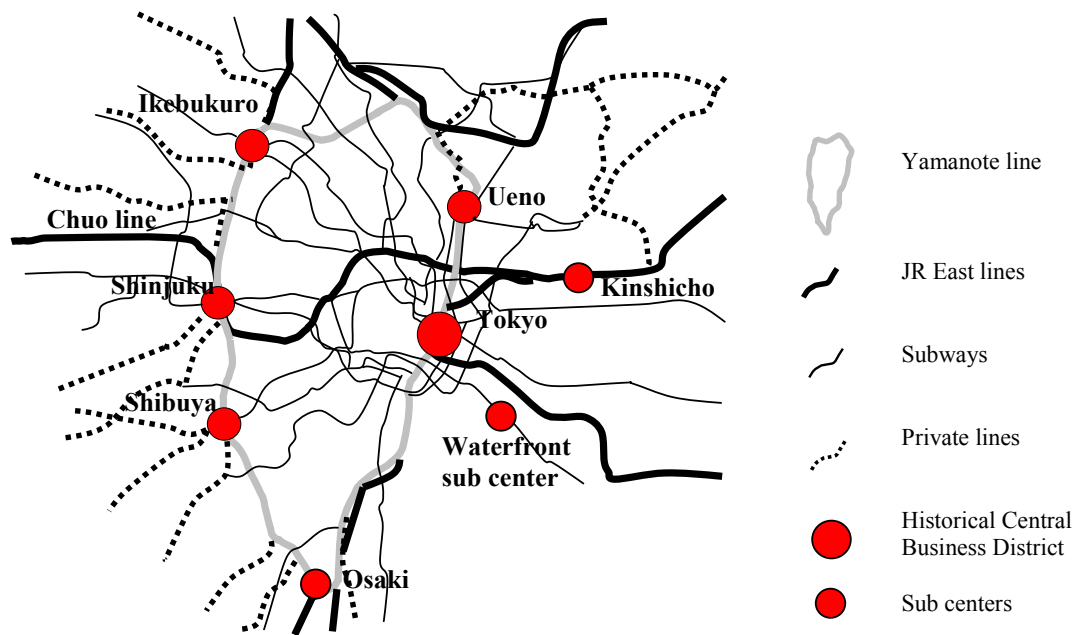 Ikebukuro
Ueno
Chuo line
Shinjuku
Kinshicho
Tokyo
Shibuya
Waterfront
sub center
Osaki
Yamanote line
JR East lines
Subways
Private lines
Historical Central
Business District
Sub centers